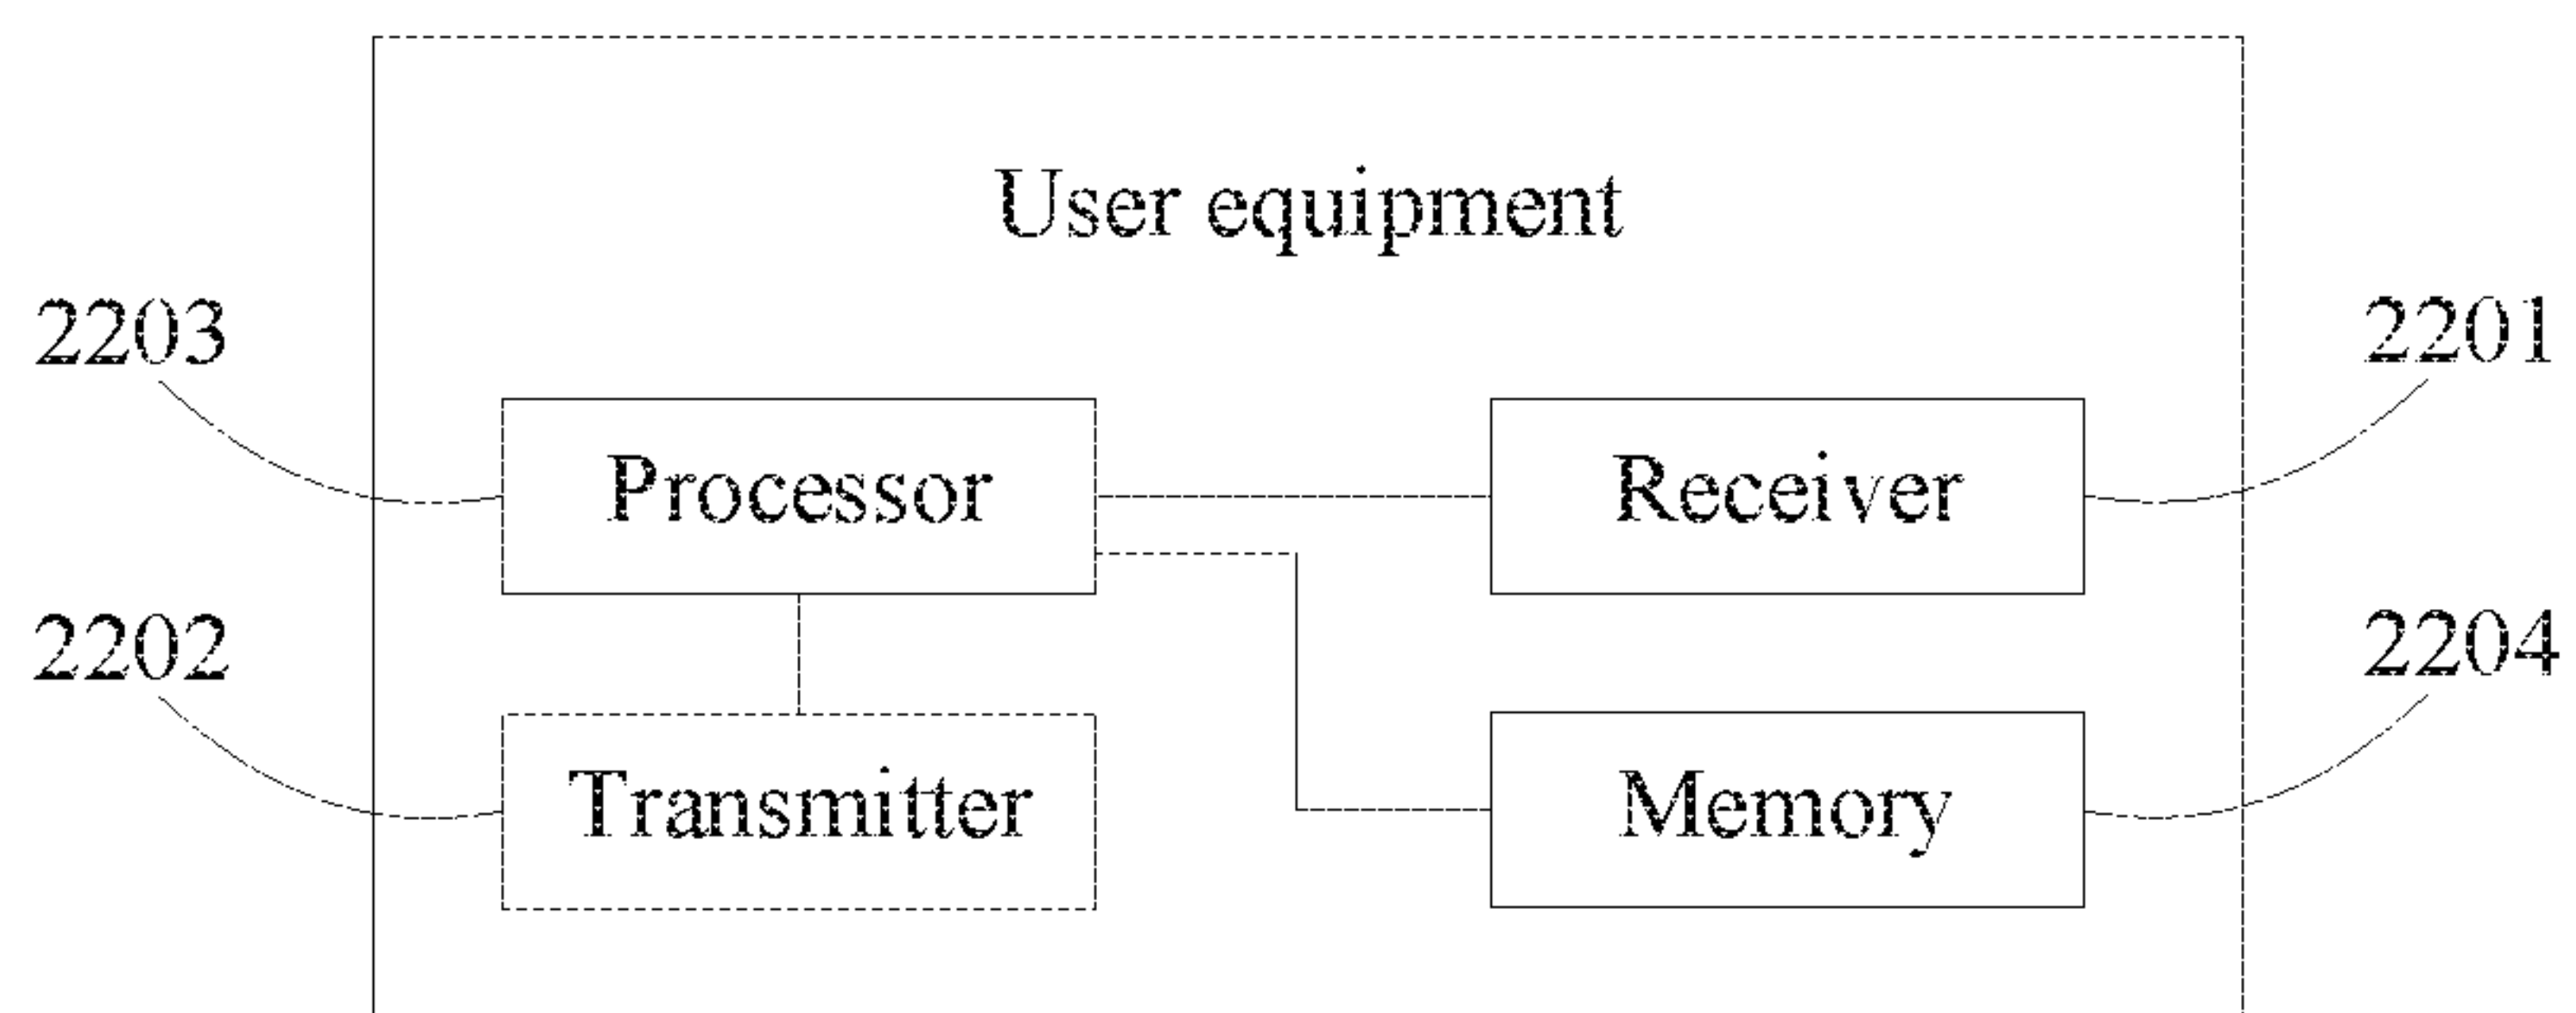 User equipment
2203
2201
Processor
Receiver
2202
2204
Transmitter
Memory